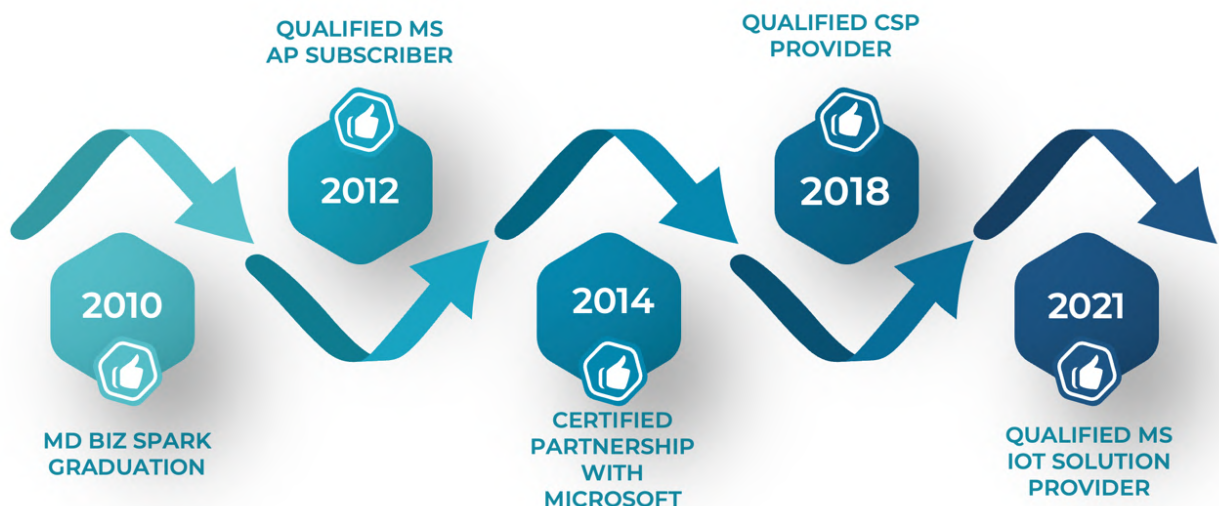 2010
MD BIZ SPARK
GRADUATION
QUALIFIED MS
AP SUBSCRIBER
2012
2014
CERTIFIED
PARTNERSHIP
WITH
MICROSOFT
QUALIFIED CSP
PROVIDER
2018
2021
QUALIFIED MS
IOT SOLUTION
PROVIDER